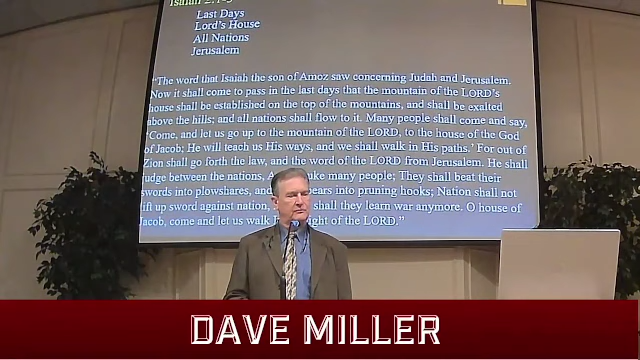 Isaiah 2:1-5
Last Days
Lord's House
All Nations
Jerusalem
"The word that Isaiah the son of Amoz saw concerning Judah and Jerusalem.
Now it shall come to pass in the last days that the mountain of the LORD's
house shall be established on the top of the mountains, and shall be exalted
above the hills; and all nations shall flow to it. Many people shall come and say,
'Come, and let us go up to the mountain of the LORD, to the house of the God
of Jacob; He will teach us His ways, and we shall walk in His paths.' For out of
Zion shall go forth the law, and the word of the LORD from Jerusalem. He shall
judge between the nations, A uke many people; They shall beat their
swords into plowshares, and pears into pruning hooks; Nation shall not
lift up sword against nation, shall they learn war anymore. O house of
Jacob, come and let us walk ight of the LORD."
DAVE MILLER